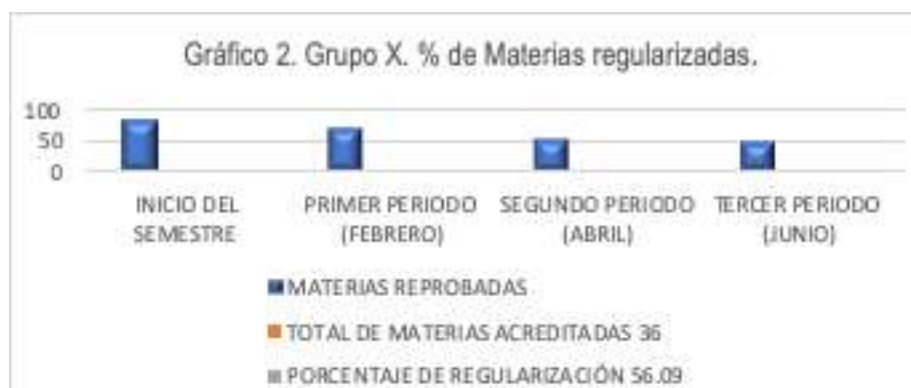 Gráfico 2. Grupo X. % de Materias regularizadas.
100
50
0
INICIO DEL SEMESTRE
PRIMER PERIODO (FEBRERO)
SEGUNDO PERIODO (ABRIL)
TERCER PERIODO (JUNIO)
MATERIAS REPROBADAS
TOTAL DE MATERIAS ACREDITADAS 36
PORCENTAJE DE REGULARIZACIÓN 56.09